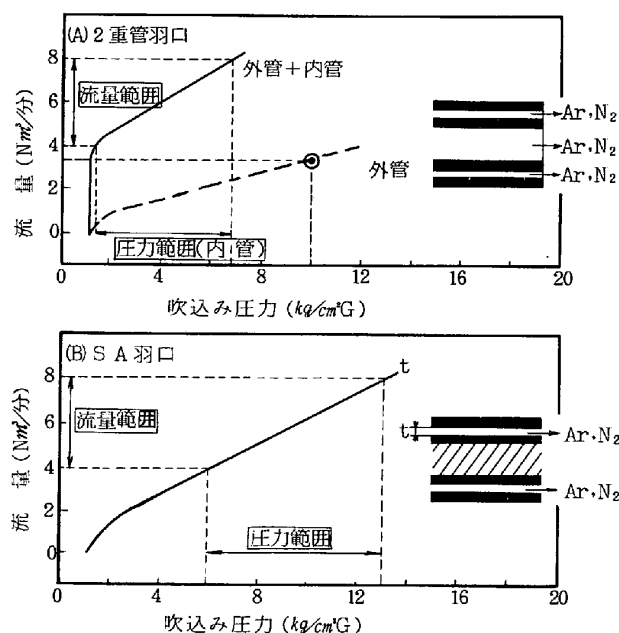 (A) 2重管羽口
外管+内管
流量範囲
外管
圧力範囲(内管)
Ar,N₂
Ar,N₂
Ar,N₂
流 量 (Nm³/分)
8
6
4
2
0
0
4
8
12
16
20
吹込み圧力 (kg/cm²G)
(B) S A 羽口
t
流量範囲
圧力範囲
t
Ar,N₂
Ar,N₂
流 量 (Nm³/分)
8
6
4
2
0
0
4
8
12
16
20
吹込み圧力 (kg/cm²G)